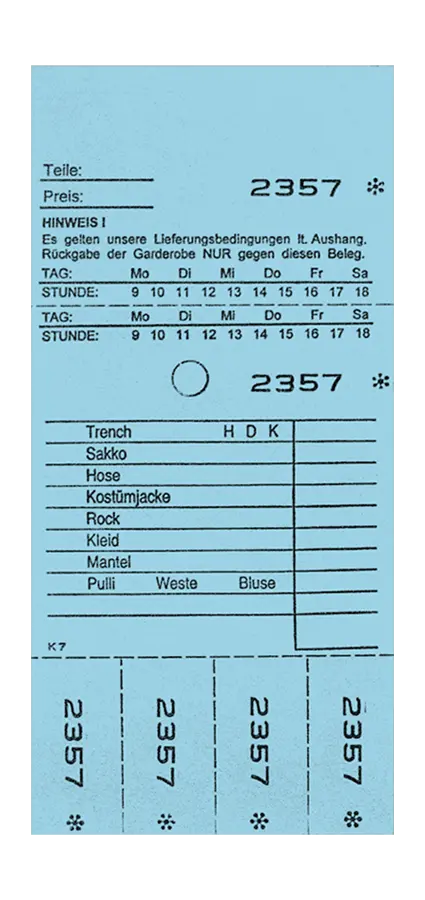 Teile:
2357 *
Preis:
HINWEIS !
Es gelten unsere Lieferungsbedingungen lt. Aushang.
Rückgabe der Garderobe NUR gegen diesen Beleg.
TAG: Mo Di Mi Do Fr Sa
STUNDE: 9 10 11 12 13 14 15 16 17 18
TAG: Mo Di Mi Do Fr Sa
STUNDE: 9 10 11 12 13 14 15 16 17 18
2357 *
Trench H D K
Sakko
Hose
Kostümjacke
Rock
Kleid
Mantel
Pulli Weste Bluse
K7
2357 *
2357 *
2357 *
2357 *